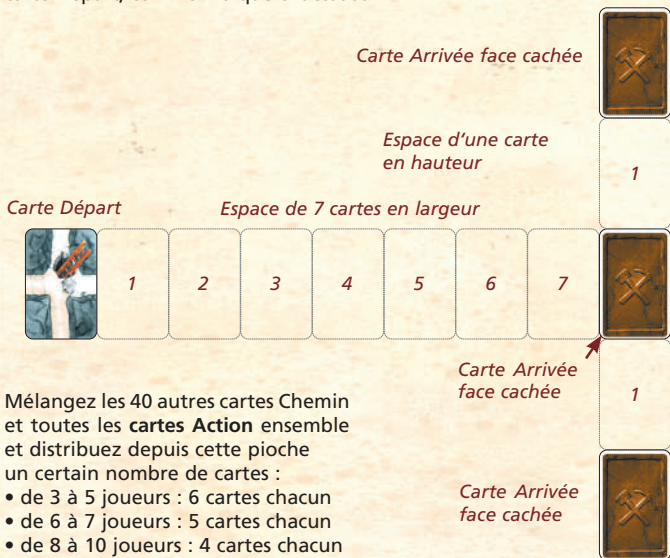 Carte Arrivée face cachée
Espace d'une carte
en hauteur
1
Carte Départ
Espace de 7 cartes en largeur
1 2 3 4 5 6 7
Carte Arrivée
face cachée
1
Mélangez les 40 autres cartes Chemin
et toutes les cartes Action ensemble
et distribuez depuis cette pioche
un certain nombre de cartes :
• de 3 à 5 joueurs : 6 cartes chacun
• de 6 à 7 joueurs : 5 cartes chacun
• de 8 à 10 joueurs : 4 cartes chacun
Carte Arrivée
face cachée